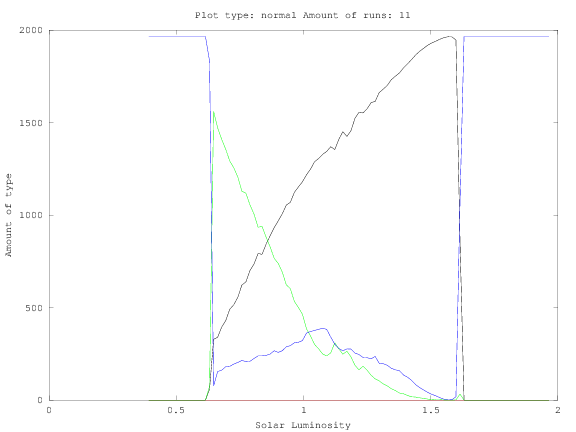 Plot type: normal Amount of runs: 11
2000
1500
1000
500
0
Amount of type
0 0.5 1 1.5 2
Solar Luminosity